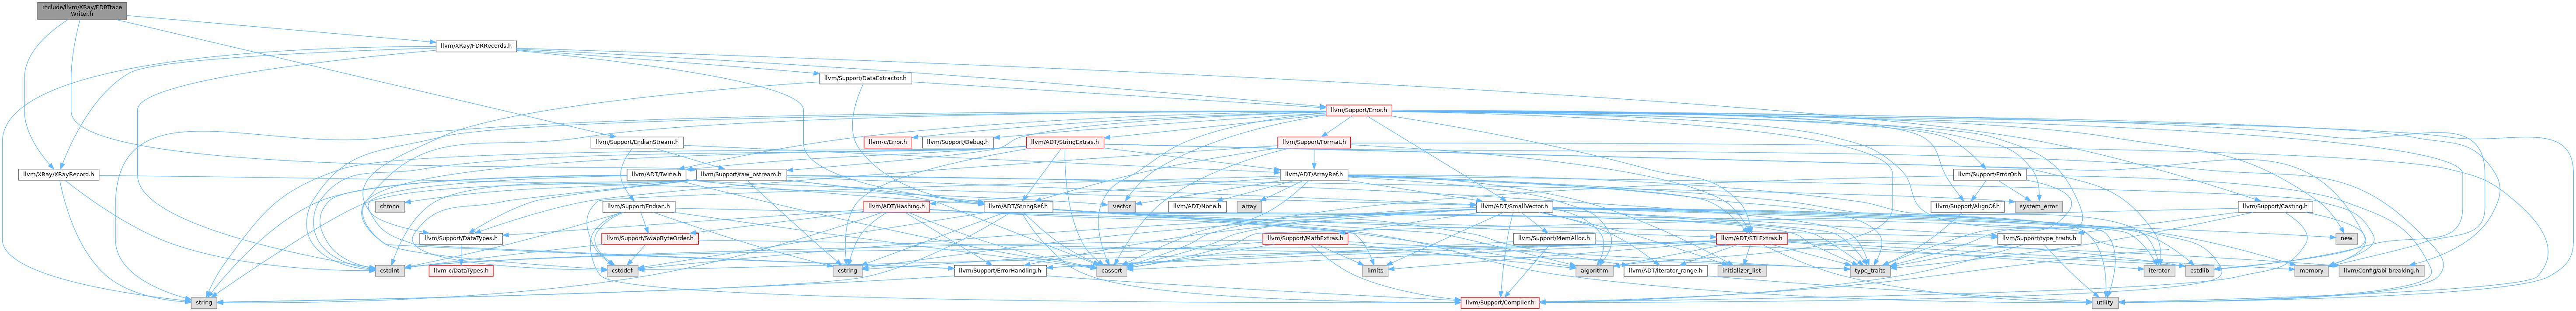 include/llvm/XRay/FDRTrace
Writer.h
llvm/XRay/FDRRecords.h
llvm/Support/DataExtractor.h
llvm/Support/Error.h
llvm/Support/EndianStream.h
llvm-c/Error.h
llvm/Support/Debug.h
llvm/ADT/StringExtras.h
llvm/Support/Format.h
llvm/XRay/XRayRecord.h
llvm/ADT/Twine.h
llvm/Support/raw_ostream.h
llvm/ADT/ArrayRef.h
llvm/Support/ErrorOr.h
chrono
llvm/Support/Endian.h
vector
llvm/ADT/Hashing.h
llvm/ADT/StringRef.h
llvm/ADT/None.h
array
llvm/ADT/SmallVector.h
llvm/Support/AlignOf.h
system_error
llvm/Support/Casting.h
llvm/Support/DataTypes.h
llvm/Support/SwapByteOrder.h
llvm/Support/MathExtras.h
llvm/Support/MemAlloc.h
llvm/ADT/STLExtras.h
llvm/Support/type_traits.h
new
cstdint
llvm-c/DataTypes.h
cstddef
cstring
llvm/Support/ErrorHandling.h
cassert
limits
algorithm
llvm/ADT/iterator_range.h
initializer_list
type_traits
iterator
cstdlib
memory
llvm/Config/abi-breaking.h
string
llvm/Support/Compiler.h
utility